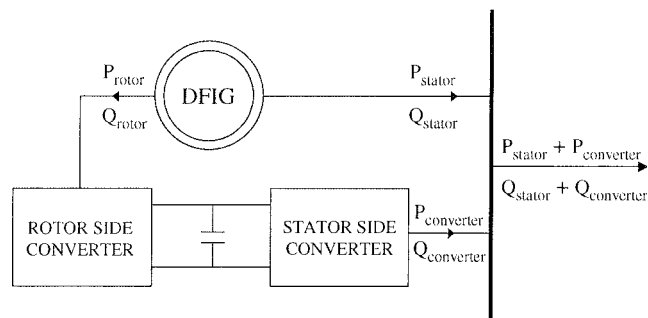 P_rotor
Q_rotor
DFIG
P_stator
Q_stator
P_stator + P_converter
Q_stator + Q_converter
ROTOR SIDE
CONVERTER
STATOR SIDE
CONVERTER
P_converter
Q_converter